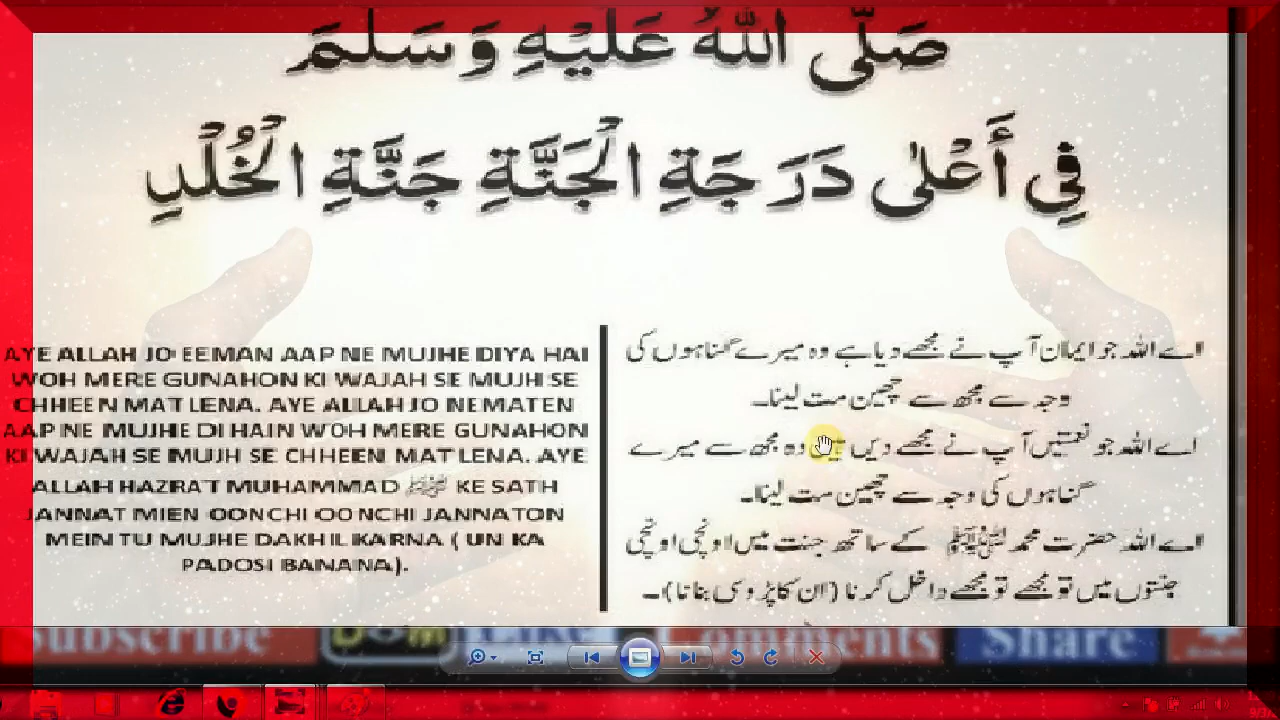 صَلَّى اللهُ عَلَيْهِ وَسَلَّمَ
فِي أَعْلٰى دَرَجَةِ الْجَنَّةِ جَنَّةِ الْخُلْدِ
AYE ALLAH JO EEMAN AAP NE MUJHE DIYA HAI
WOH MERE GUNAHON KI WAJAH SE MUJH SE
CHHEEN MAT LENA. AYE ALLAH JO NEMATEN
AAP NE MUJHE DI HAIN WOH MERE GUNAHON
KI WAJAH SE MUJH SE CHHEEN MAT LENA. AYE
ALLAH HAZRAT MUHAMMAD ﷺ KE SATH
JANNAT MIEN OONCHI OONCHI JANNATON
MEIN TU MUJHE DAKHIL KARNA ( UN KA
PADOSI BANANA).
اے اللہ جو ایمان آپ نے مجھے دیا ہے وہ میرے گناہوں کی
وجہ سے مجھ سے چھین مت لینا۔
اے اللہ جو نعمتیں آپ نے مجھے دیں ہیں وہ مجھ سے میرے
گناہوں کی وجہ سے چھین مت لینا۔
اے اللہ حضرت محمد ﷺ کے ساتھ جنت میں اونچی اونچی
جنتوں میں تو مجھے تو مجھے داخل کرنا (ان کا پڑوسی بنانا)۔
Subscribe Like Comments Share